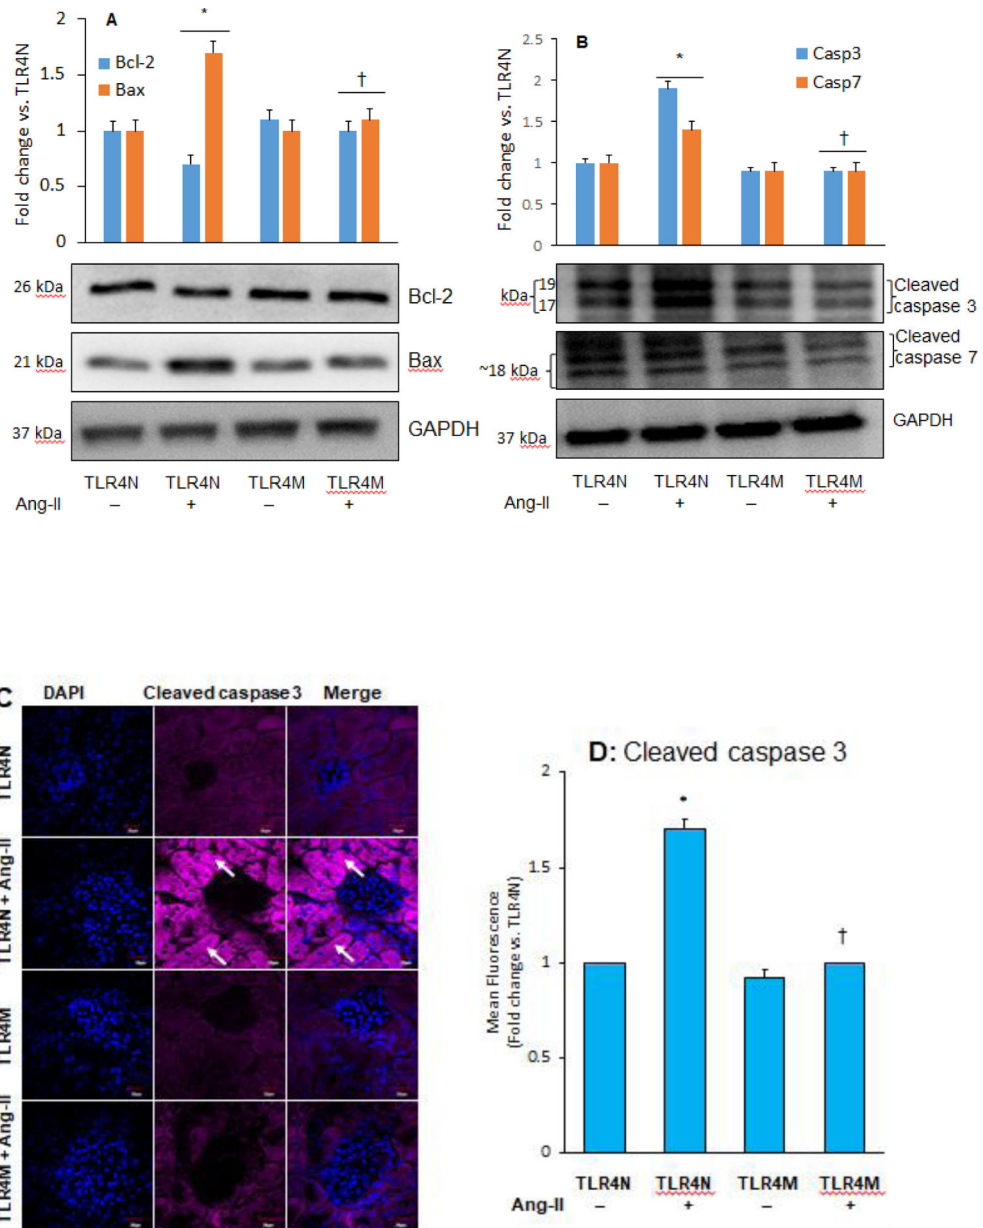 A
2
1.5
1
0.5
0
Fold change vs. TLR4N
Bcl-2
Bax
*
†
26 kDa
Bcl-2
21 kDa
Bax
37 kDa
GAPDH
TLR4N TLR4N TLR4M TLR4M
Ang-II – + – +
B
2.5
2
1.5
1
0.5
0
Fold change vs. TLR4N
Casp3
Casp7
*
†
kDa
19
17
Cleaved
caspase 3
~18 kDa
Cleaved
caspase 7
37 kDa
GAPDH
TLR4N TLR4N TLR4M TLR4M
Ang-II – + – +
C
DAPI Cleaved caspase 3 Merge
TLR4N
TLR4N + Ang-II
TLR4M
TLR4M + Ang-II
D: Cleaved caspase 3
2
1.5
1
0.5
0
Mean Fluorescence
(Fold change vs. TLR4N)
*
†
TLR4N TLR4N TLR4M TLR4M
Ang-II – + – +